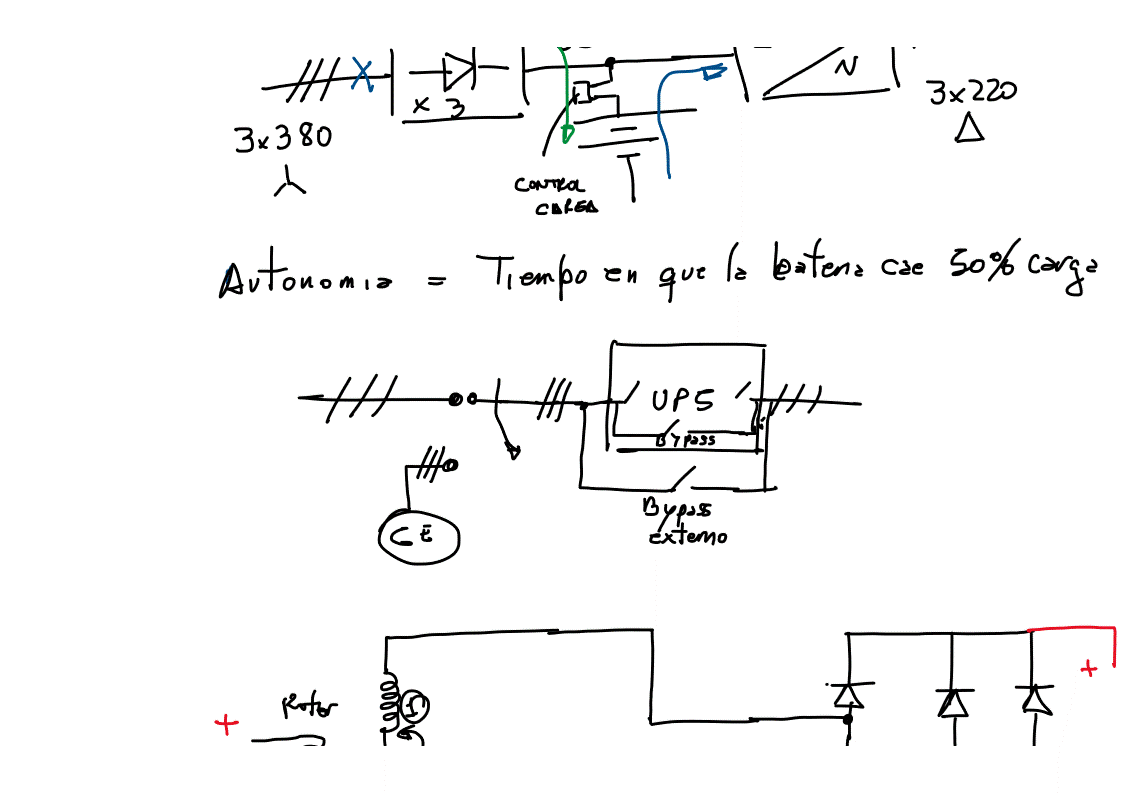 N
x 3
3x220
Δ
3x380
CONTROL
CARGA
Autonomia = Tiempo en que la bateria cae 50% carga
UPS
Bypass
GE
Bypass
externo
+
Rotor
+